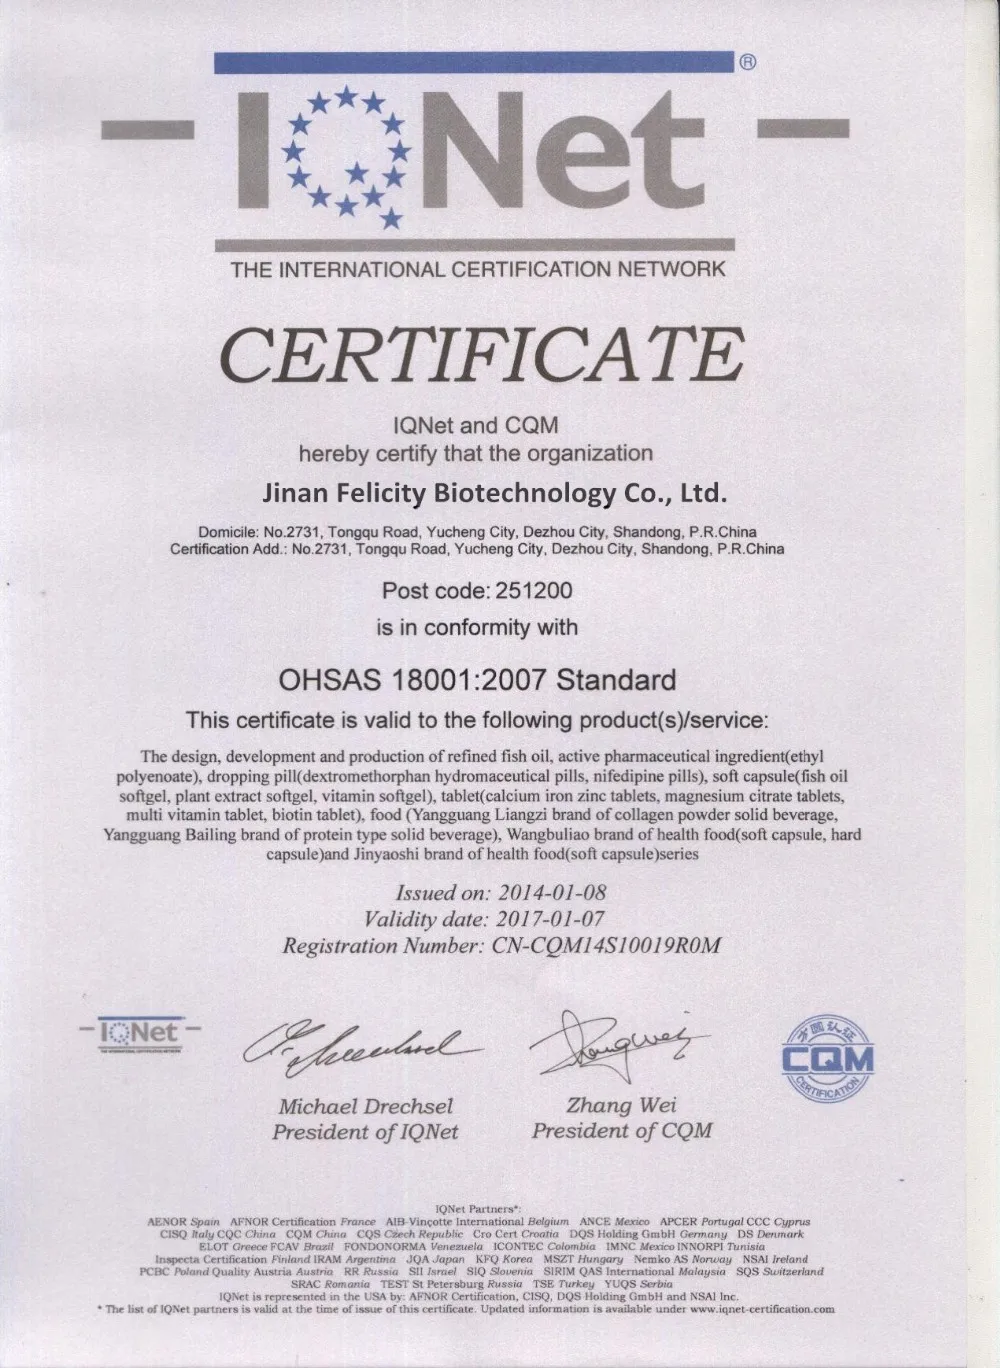 IQNet ®
THE INTERNATIONAL CERTIFICATION NETWORK
CERTIFICATE
IQNet and CQM
hereby certify that the organization
Jinan Felicity Biotechnology Co., Ltd.
Domicile: No.2731, Tongqu Road, Yucheng City, Dezhou City, Shandong, P.R.China
Certification Add.: No.2731, Tongqu Road, Yucheng City, Dezhou City, Shandong, P.R.China
Post code: 251200
is in conformity with
OHSAS 18001:2007 Standard
This certificate is valid to the following product(s)/service:
The design, development and production of refined fish oil, active pharmaceutical ingredient(ethyl
polyenoate), dropping pill(dextromethorphan hydromaceutical pills, nifedipine pills), soft capsule(fish oil
softgel, plant extract softgel, vitamin softgel), tablet(calcium iron zinc tablets, magnesium citrate tablets,
multi vitamin tablet, biotin tablet), food (Yangguang Liangzi brand of collagen powder solid beverage,
Yangguang Bailing brand of protein type solid beverage), Wangbuliao brand of health food(soft capsule, hard
capsule)and Jinyaoshi brand of health food(soft capsule)series
Issued on: 2014-01-08
Validity date: 2017-01-07
Registration Number: CN-CQM14S10019R0M
IQNet
THE INTERNATIONAL CERTIFICATION NETWORK
Zhangwei
方圆认证
CQM
CERTIFICATION
Michael Drechsel
President of IQNet
Zhang Wei
President of CQM
IQNet Partners*:
AENOR Spain AFNOR Certification France AIB-Vinçotte International Belgium ANCE Mexico APCER Portugal CCC Cyprus
CISQ Italy CQC China CQM China CQS Czech Republic Cro Cert Croatia DQS Holding GmbH Germany DS Denmark
ELOT Greece FCAV Brazil FONDONORMA Venezuela ICONTEC Colombia IMNC Mexico INNORPI Tunisia
Inspecta Certification Finland IRAM Argentina JQA Japan KFQ Korea MSZT Hungary Nemko AS Norway NSAI Ireland
PCBC Poland Quality Austria Austria RR Russia SII Israel SIQ Slovenia SIRIM QAS International Malaysia SQS Switzerland
SRAC Romania TEST St Petersburg Russia TSE Turkey YUQS Serbia
IQNet is represented in the USA by: AFNOR Certification, CISQ, DQS Holding GmbH and NSAI Inc.
* The list of IQNet partners is valid at the time of issue of this certificate. Updated information is available under www.iqnet-certification.com